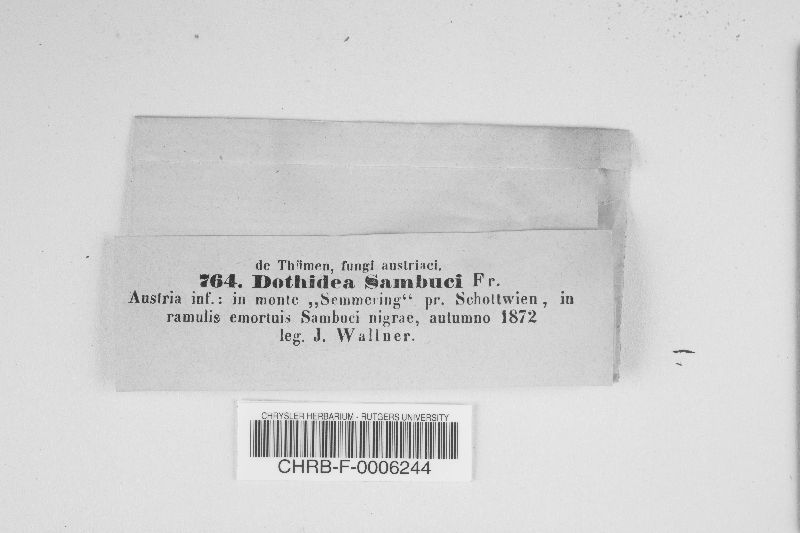 de Thümen, fungi austriaci.
764. Dothidea Sambuci Fr.
Austria inf.: in monte „Semmering“ pr. Schottwien, in
ramulis emortuis Sambuci nigrae, autumno 1872
leg. J. Wallner.
CHRYSLER HERBARIUM - RUTGERS UNIVERSITY
CHRB-F-0006244